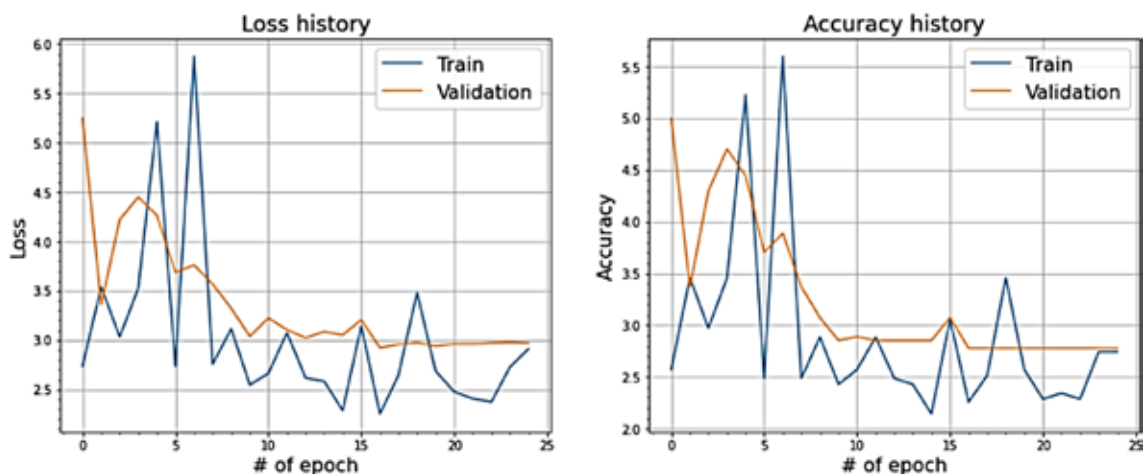 Loss history
6.0
5.5
5.0
4.5
4.0
3.5
3.0
2.5
Loss
Train
Validation
0 5 10 15 20 25
# of epoch
Accuracy history
5.5
5.0
4.5
4.0
3.5
3.0
2.5
2.0
Accuracy
Train
Validation
0 5 10 15 20 25
# of epoch